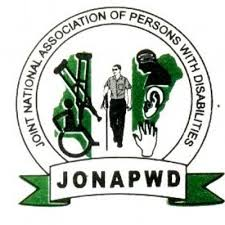 JOINT NATIONAL ASSOCIATION OF PERSONS WITH DISABILITIES
JONAPWD